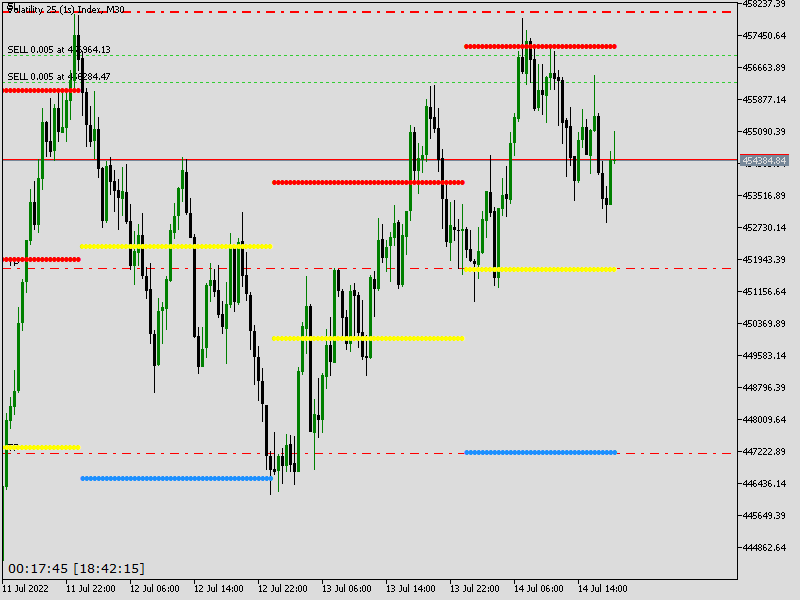 Volatility 25 (1s) Index, M30
SL
SELL 0.005 at 456964.13
SELL 0.005 at 456284.47
TP
458237.39
457450.64
456663.89
455877.14
455090.39
454384.84
453516.89
452730.14
451943.39
451156.64
450369.89
449583.14
448796.39
448009.64
447222.89
446436.14
445649.39
444862.64
00:17:45 [18:42:15]
11 Jul 2022
11 Jul 22:00
12 Jul 06:00
12 Jul 14:00
12 Jul 22:00
13 Jul 06:00
13 Jul 14:00
13 Jul 22:00
14 Jul 06:00
14 Jul 14:00